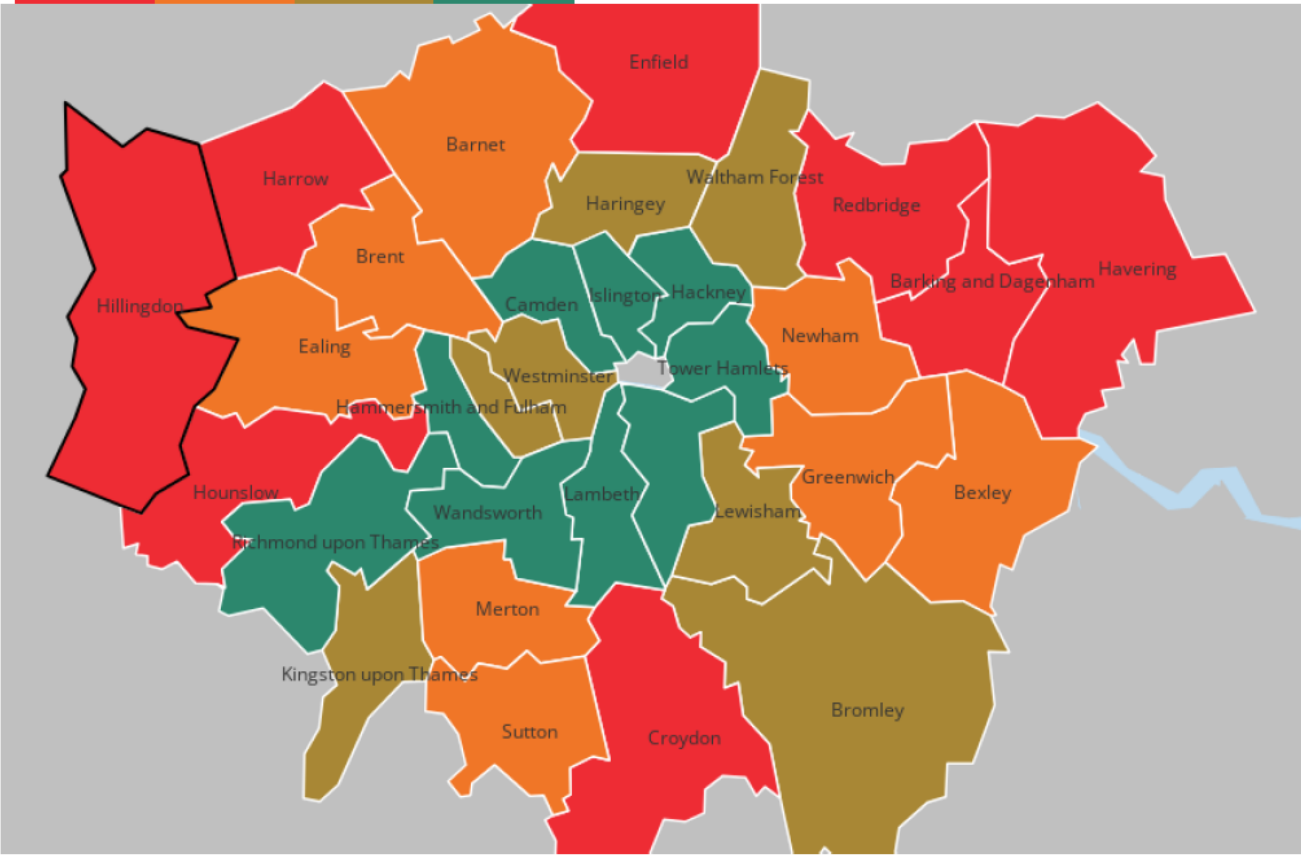 Enfield
Barnet
Harrow
Waltham Forest
Haringey
Redbridge
Brent
Havering
Barking and Dagenham
Hillingdon
Camden
Islington
Hackney
Newham
Ealing
Westminster
Tower Hamlets
Hammersmith and Fulham
Greenwich
Hounslow
Lambeth
Bexley
Wandsworth
Lewisham
Richmond upon Thames
Merton
Kingston upon Thames
Bromley
Sutton
Croydon